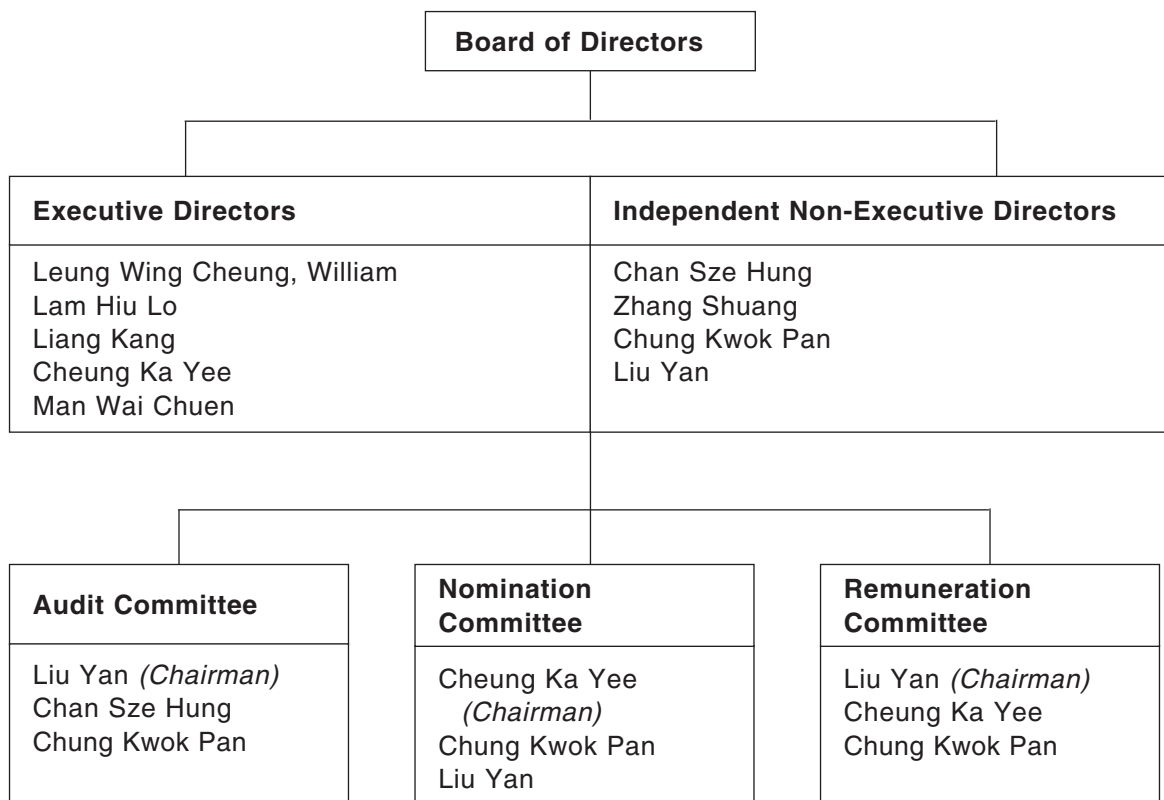 Board of Directors
Executive Directors
Leung Wing Cheung, William
Lam Hiu Lo
Liang Kang
Cheung Ka Yee
Man Wai Chuen
Independent Non-Executive Directors
Chan Sze Hung
Zhang Shuang
Chung Kwok Pan
Liu Yan
Audit Committee
Liu Yan (Chairman)
Chan Sze Hung
Chung Kwok Pan
Nomination
Committee
Cheung Ka Yee
(Chairman)
Chung Kwok Pan
Liu Yan
Remuneration
Committee
Liu Yan (Chairman)
Cheung Ka Yee
Chung Kwok Pan